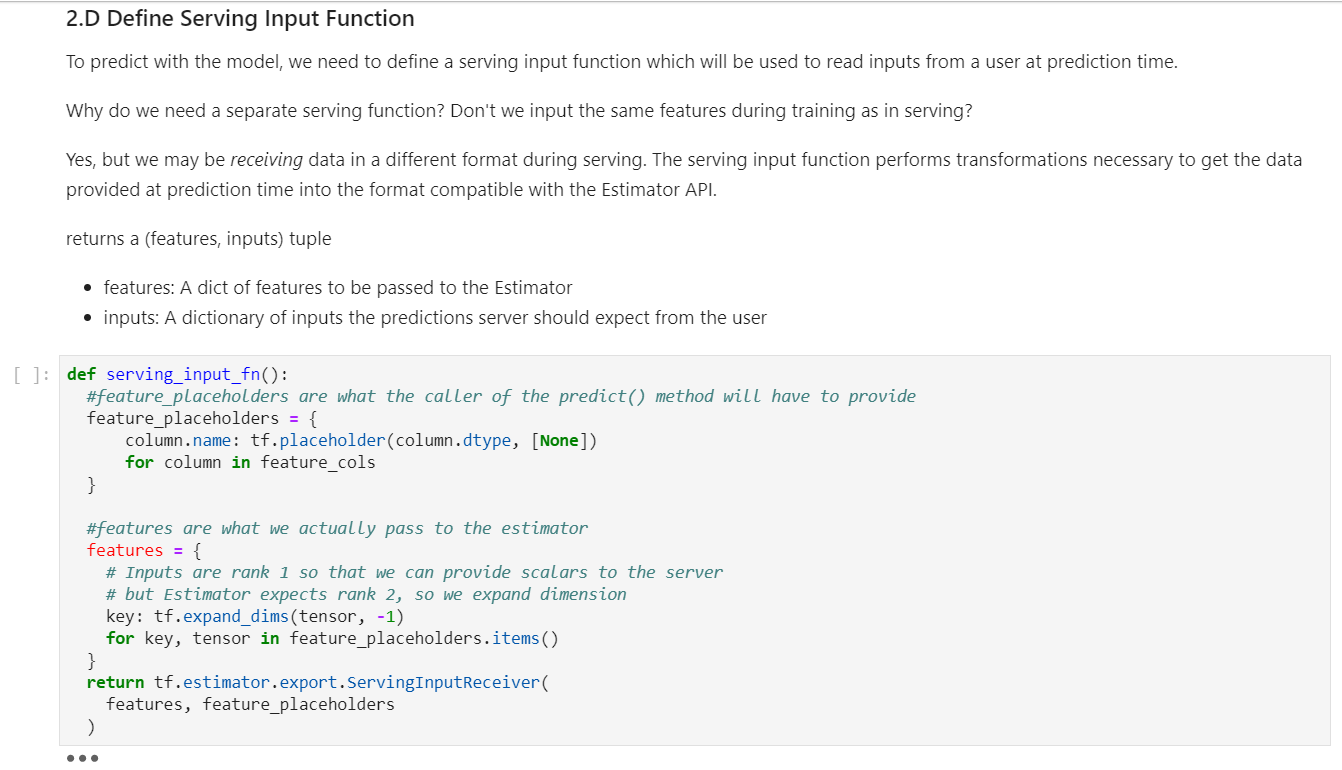 2.D Define Serving Input Function
To predict with the model, we need to define a serving input function which will be used to read inputs from a user at prediction time.
Why do we need a separate serving function? Don't we input the same features during training as in serving?
Yes, but we may be receiving data in a different format during serving. The serving input function performs transformations necessary to get the data
provided at prediction time into the format compatible with the Estimator API.
returns a (features, inputs) tuple
• features: A dict of features to be passed to the Estimator
• inputs: A dictionary of inputs the predictions server should expect from the user
[ ]: def serving_input_fn():
  #feature_placeholders are what the caller of the predict() method will have to provide
  feature_placeholders = {
      column.name: tf.placeholder(column.dtype, [None])
      for column in feature_cols
  }
  #features are what we actually pass to the estimator
  features = {
    # Inputs are rank 1 so that we can provide scalars to the server
    # but Estimator expects rank 2, so we expand dimension
    key: tf.expand_dims(tensor, -1)
    for key, tensor in feature_placeholders.items()
  }
  return tf.estimator.export.ServingInputReceiver(
    features, feature_placeholders
  )